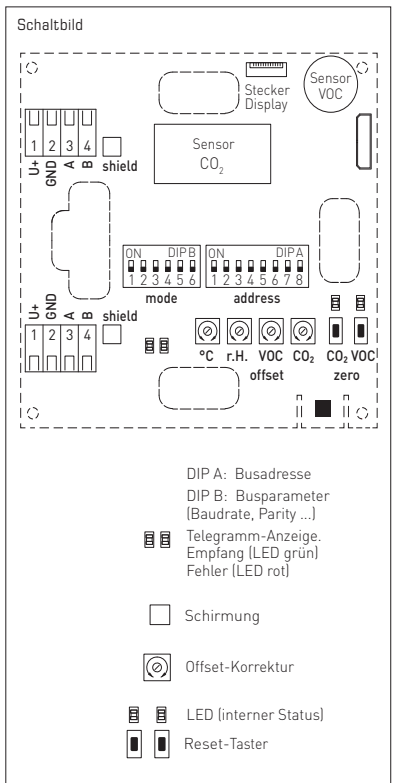 Schaltbild
Stecker
Display
Sensor
VOC
Sensor
CO₂
1 2 3 4
U+ GND A B shield
ON DIP B
1 2 3 4 5 6
mode
ON DIP A
1 2 3 4 5 6 7 8
address
U+ GND A B shield
1 2 3 4
°C r.H. VOC CO₂ CO₂ VOC
offset zero
DIP A: Busadresse
DIP B: Busparameter
(Baudrate, Parity ...)
Telegramm-Anzeige.
Empfang (LED grün)
Fehler (LED rot)
Schirmung
Offset-Korrektur
LED (interner Status)
Reset-Taster